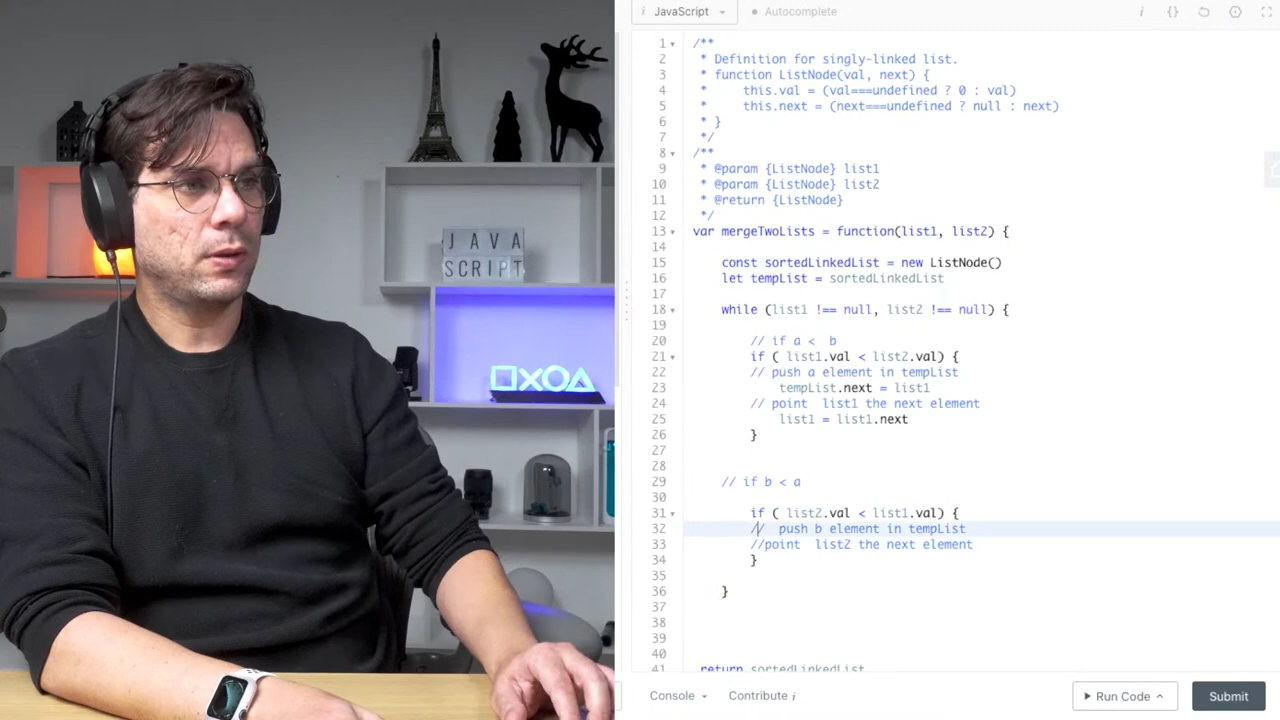 JAVA
SCRIPT
i JavaScript
Autocomplete
i {}
1 /**
2 * Definition for singly-linked list.
3 * function ListNode(val, next) {
4 * this.val = (val===undefined ? 0 : val)
5 * this.next = (next===undefined ? null : next)
6 * }
7 */
8 /**
9 * @param {ListNode} list1
10 * @param {ListNode} list2
11 * @return {ListNode}
12 */
13 var mergeTwoLists = function(list1, list2) {
14
15 const sortedLinkedList = new ListNode()
16 let tempList = sortedLinkedList
17
18 while (list1 !== null, list2 !== null) {
19
20 // if a < b
21 if ( list1.val < list2.val) {
22 // push a element in tempList
23 tempList.next = list1
24 // point list1 the next element
25 list1 = list1.next
26 }
27
28
29 // if b < a
30
31 if ( list2.val < list1.val) {
32 // push b element in tempList
33 //point list2 the next element
34 }
35
36 }
37
38
39
40
41 return sortedLinkedList
Console
Contribute i
Run Code
Submit